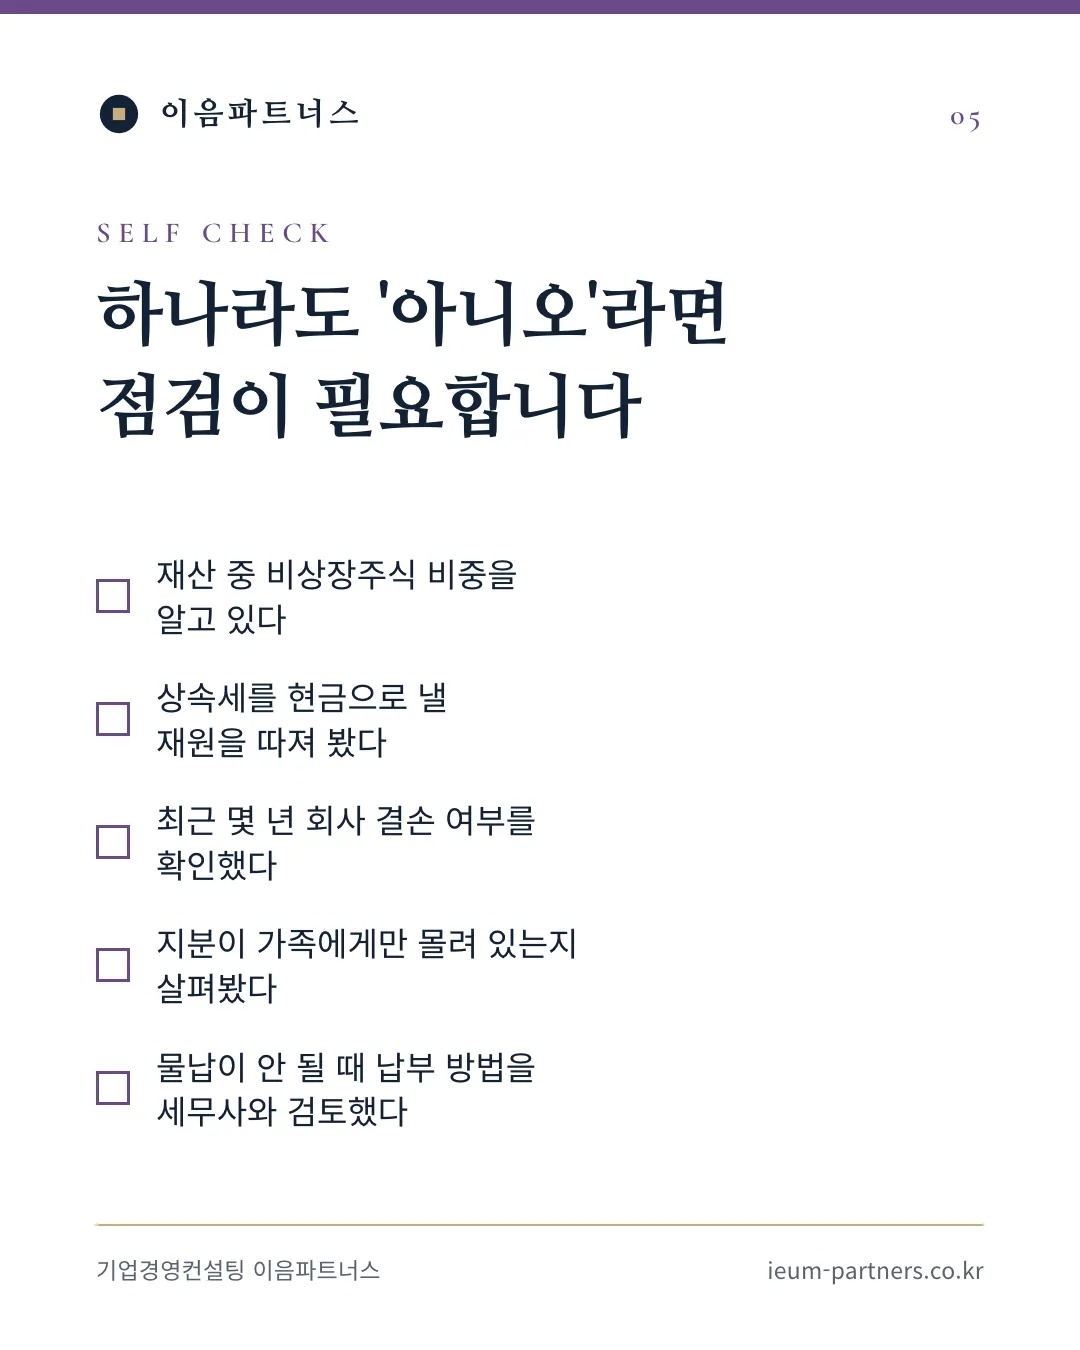 이음파트너스
05
SELF CHECK
하나라도 '아니오'라면
점검이 필요합니다
재산 중 비상장주식 비중을
알고 있다
상속세를 현금으로 낼
재원을 따져 봤다
최근 몇 년 회사 결손 여부를
확인했다
지분이 가족에게만 몰려 있는지
살펴봤다
물납이 안 될 때 납부 방법을
세무사와 검토했다
기업경영컨설팅 이음파트너스
ieum-partners.co.kr